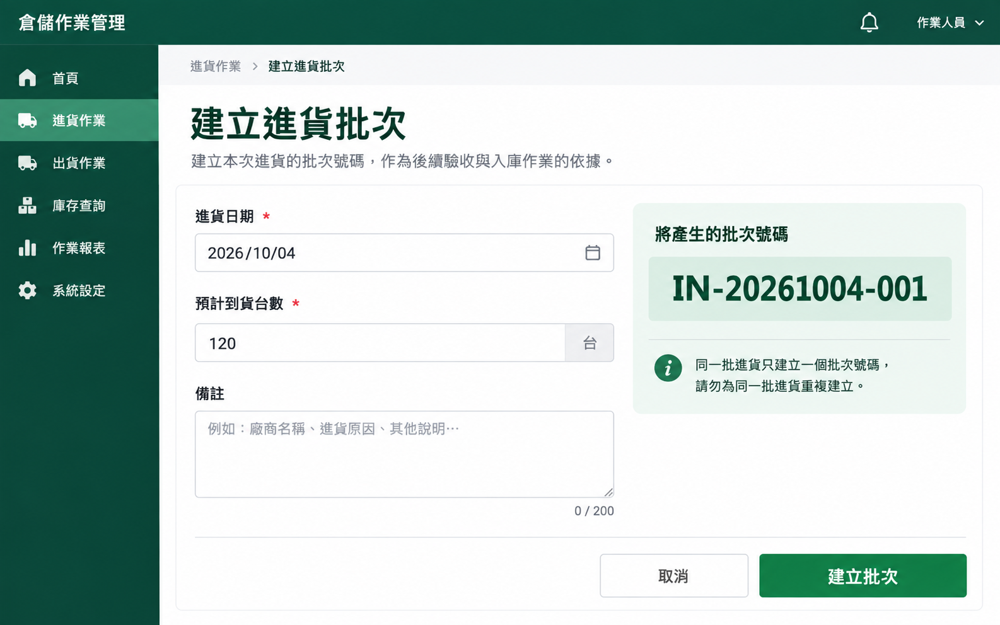 倉儲作業管理
作業人員
首頁
進貨作業
出貨作業
庫存查詢
作業報表
系統設定
進貨作業 > 建立進貨批次
建立進貨批次
建立本次進貨的批次號碼，作為後續驗收與入庫作業的依據。
進貨日期 *
2026/10/04
預計到貨台數 *
120
台
備註
例如：廠商名稱、進貨原因、其他說明…
0 / 200
將產生的批次號碼
IN-20261004-001
同一批進貨只建立一個批次號碼，
請勿為同一批進貨重複建立。
取消
建立批次